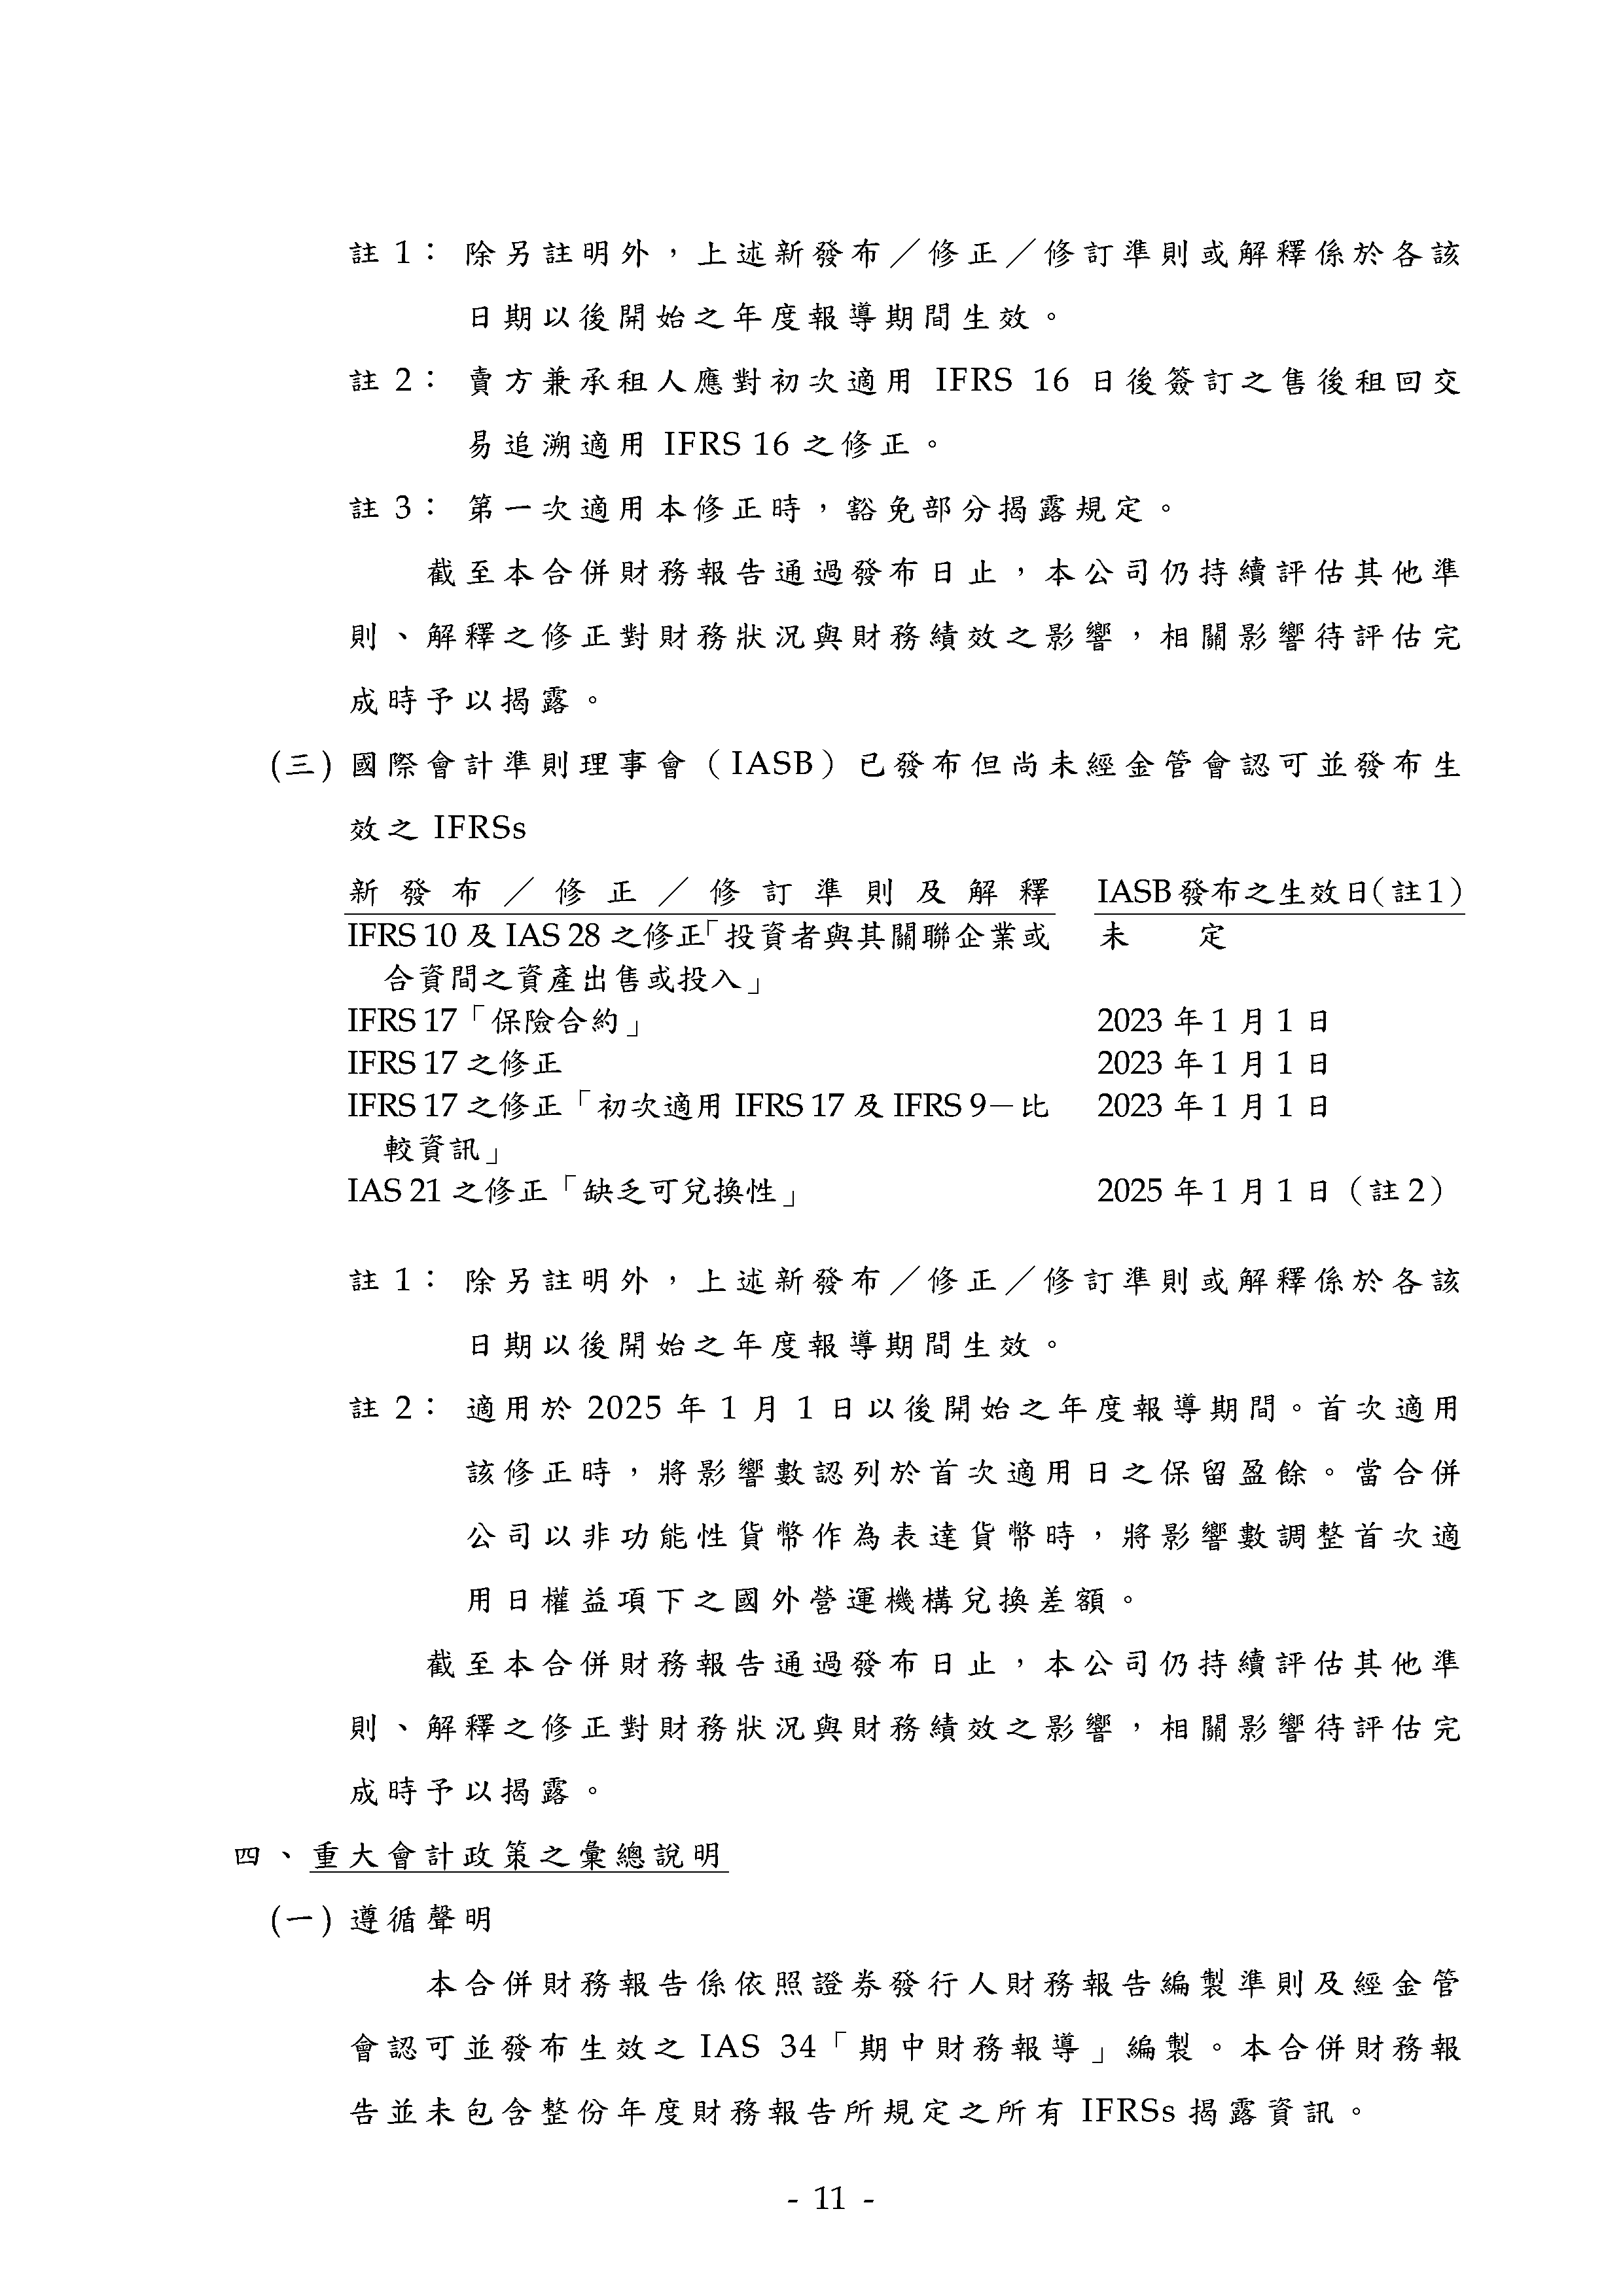 註 1： 除另註明外，上述新發布／修正／修訂準則或解釋係於各該
日期以後開始之年度報導期間生效。
註 2： 賣方兼承租人應對初次適用 IFRS 16 日後簽訂之售後租回交
易追溯適用 IFRS 16 之修正。
註 3： 第一次適用本修正時，豁免部分揭露規定。
截至本合併財務報告通過發布日止，本公司仍持續評估其他準
則、解釋之修正對財務狀況與財務績效之影響，相關影響待評估完
成時予以揭露。
(三) 國際會計準則理事會（IASB）已發布但尚未經金管會認可並發布生
效之 IFRSs
新發布／修正／修訂準則及解釋 IASB 發布之生效日(註 1)
IFRS 10 及 IAS 28 之修正「投資者與其關聯企業或 未 定
合資間之資產出售或投入」
IFRS 17「保險合約」 2023 年 1 月 1 日
IFRS 17 之修正 2023 年 1 月 1 日
IFRS 17 之修正「初次適用 IFRS 17 及 IFRS 9－比 2023 年 1 月 1 日
較資訊」
IAS 21 之修正「缺乏可兌換性」 2025 年 1 月 1 日（註 2）
註 1： 除另註明外，上述新發布／修正／修訂準則或解釋係於各該
日期以後開始之年度報導期間生效。
註 2： 適用於 2025 年 1 月 1 日以後開始之年度報導期間。首次適用
該修正時，將影響數認列於首次適用日之保留盈餘。當合併
公司以非功能性貨幣作為表達貨幣時，將影響數調整首次適
用日權益項下之國外營運機構兌換差額。
截至本合併財務報告通過發布日止，本公司仍持續評估其他準
則、解釋之修正對財務狀況與財務績效之影響，相關影響待評估完
成時予以揭露。
四、重大會計政策之彙總說明
(一) 遵循聲明
本合併財務報告係依照證券發行人財務報告編製準則及經金管
會認可並發布生效之 IAS 34「期中財務報導」編製。本合併財務報
告並未包含整份年度財務報告所規定之所有 IFRSs 揭露資訊。
- 11 -